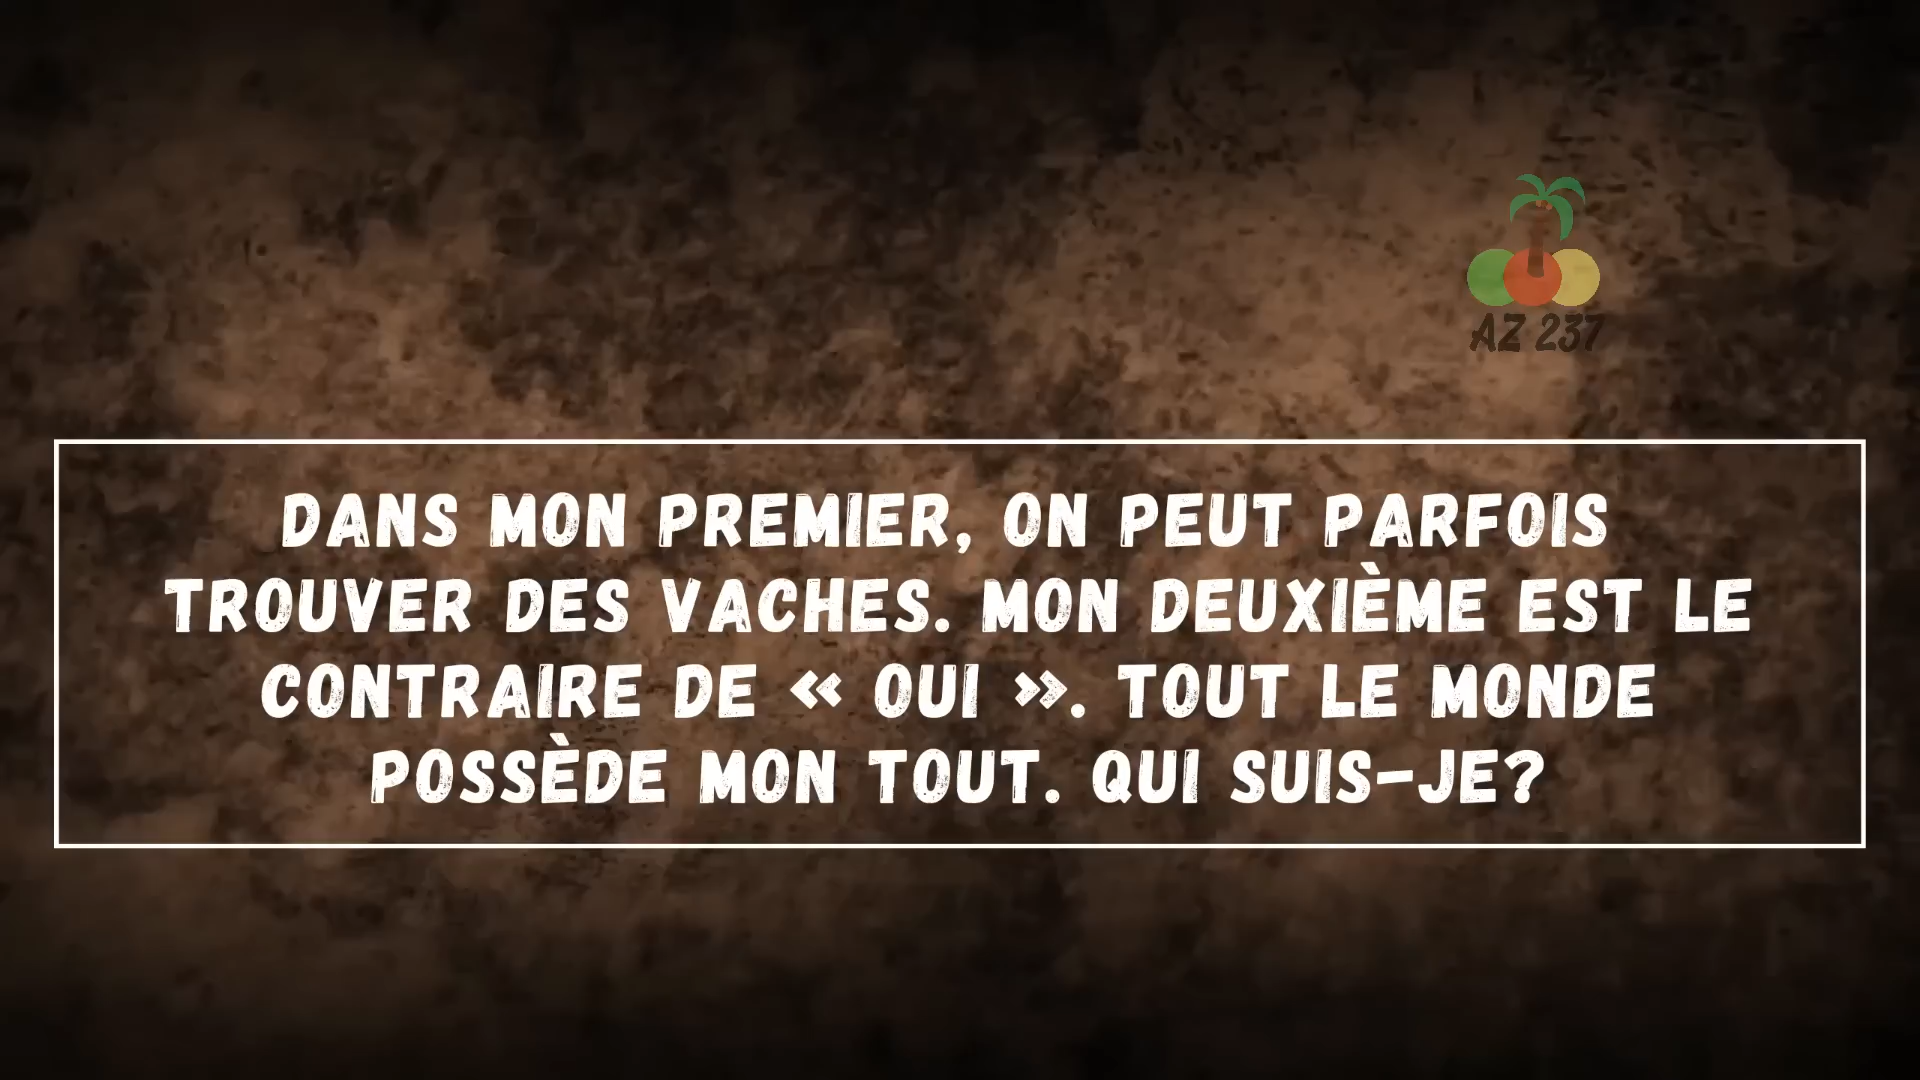 AZ 237
DANS MON PREMIER, ON PEUT PARFOIS
TROUVER DES VACHES. MON DEUXIÈME EST LE
CONTRAIRE DE « OUI ». TOUT LE MONDE
POSSÈDE MON TOUT. QUI SUIS-JE?